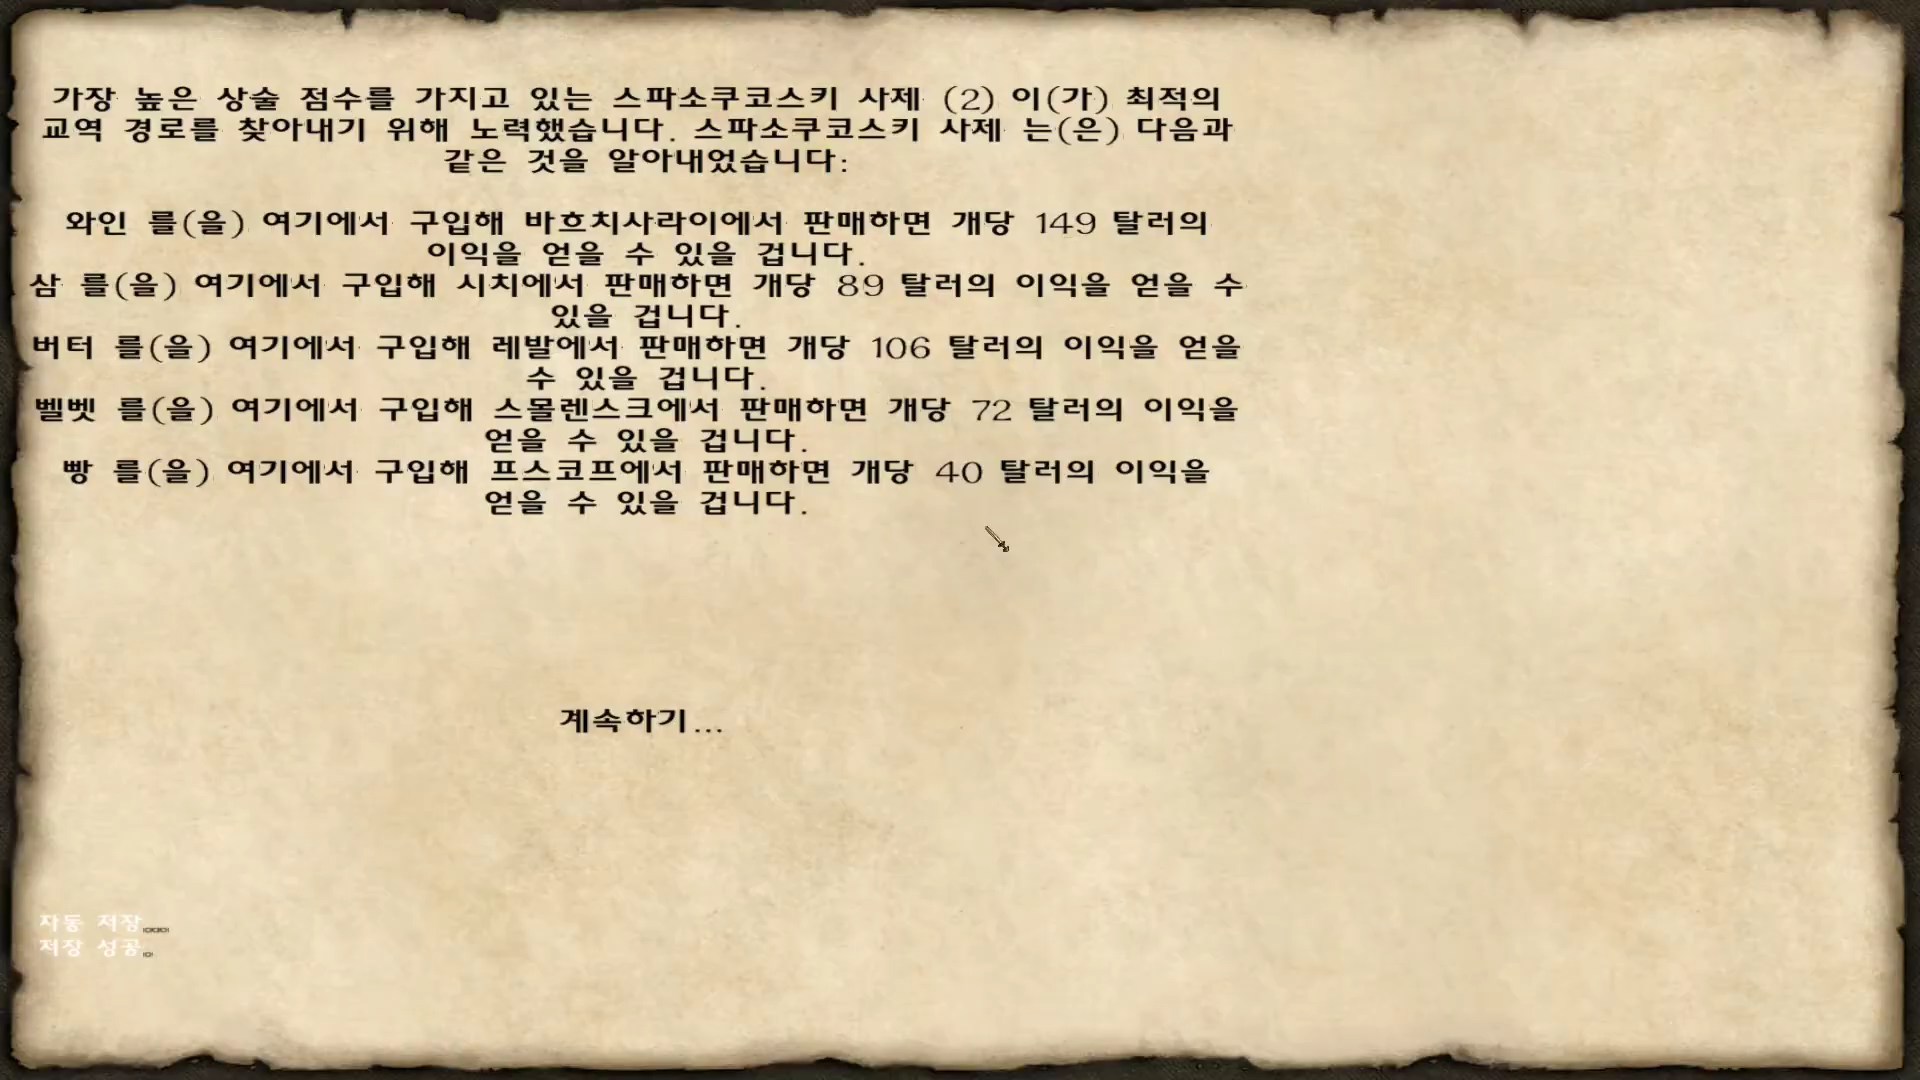 가장 높은 상술 점수를 가지고 있는 스파소쿠코스키 사제 (2) 이(가) 최적의
교역 경로를 찾아내기 위해 노력했습니다. 스파소쿠코스키 사제 는(은) 다음과
같은 것을 알아내었습니다:
와인 를(을) 여기에서 구입해 바흐치사라이에서 판매하면 개당 149 탈러의
이익을 얻을 수 있을 겁니다.
삼 를(을) 여기에서 구입해 시치에서 판매하면 개당 89 탈러의 이익을 얻을 수
있을 겁니다.
버터 를(을) 여기에서 구입해 레발에서 판매하면 개당 106 탈러의 이익을 얻을
수 있을 겁니다.
벨벳 를(을) 여기에서 구입해 스몰렌스크에서 판매하면 개당 72 탈러의 이익을
얻을 수 있을 겁니다.
빵 를(을) 여기에서 구입해 프스코프에서 판매하면 개당 40 탈러의 이익을
얻을 수 있을 겁니다.
계속하기...
자동 저장
저장 성공